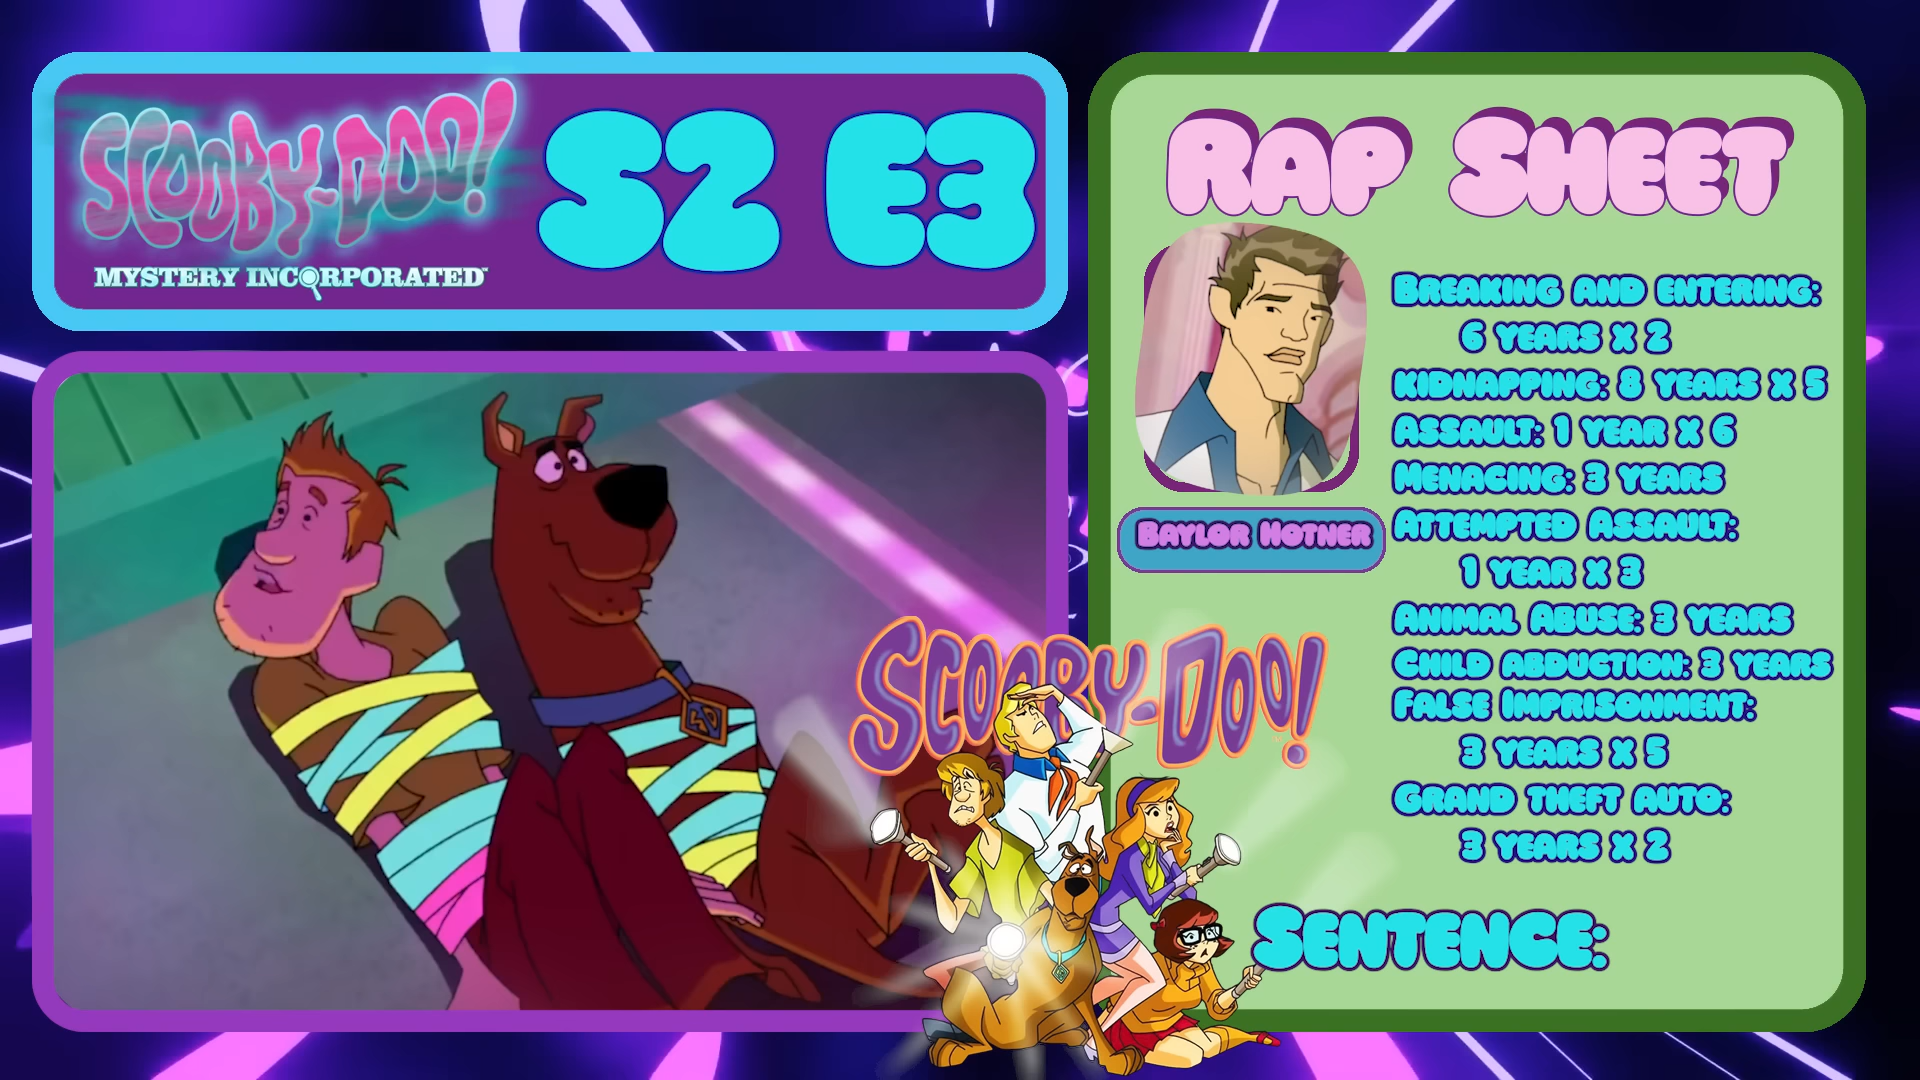 SCOOBY-DOO!
MYSTERY INCORPORATED
S2 E3
RAP SHEET
BREAKING AND ENTERING:
6 YEARS X 2
KIDNAPPING: 8 YEARS X 5
ASSAULT: 1 YEAR X 6
MENACING: 3 YEARS
BAYLOR HOTNER
ATTEMPTED ASSAULT:
1 YEAR X 3
ANIMAL ABUSE: 3 YEARS
CHILD ABDUCTION: 3 YEARS
FALSE IMPRISONMENT:
3 YEARS X 5
GRAND THEFT AUTO:
3 YEARS X 2
SCOOBY-DOO!
SENTENCE:
SD